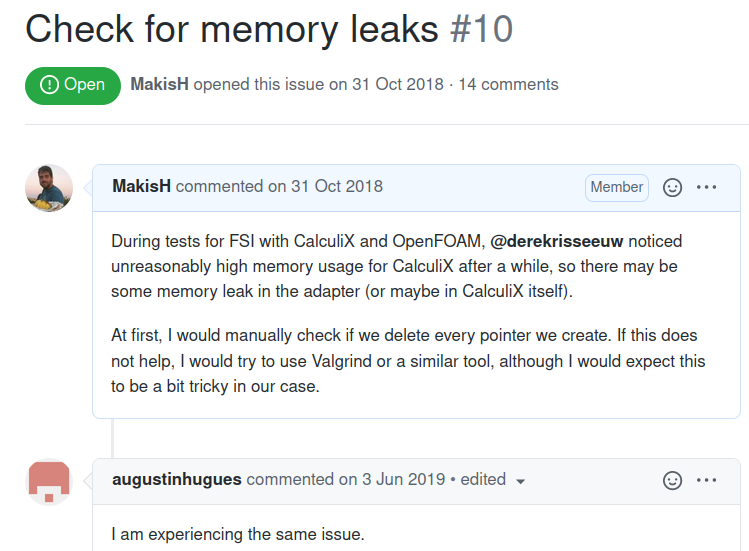 Check for memory leaks #10
Open MakisH opened this issue on 31 Oct 2018 · 14 comments
MakisH commented on 31 Oct 2018 Member
During tests for FSI with CalculiX and OpenFOAM, @derekrisseeuw noticed
unreasonably high memory usage for CalculiX after a while, so there may be
some memory leak in the adapter (or maybe in CalculiX itself).
At first, I would manually check if we delete every pointer we create. If this does
not help, I would try to use Valgrind or a similar tool, although I would expect this
to be a bit tricky in our case.
augustinhugues commented on 3 Jun 2019 • edited
I am experiencing the same issue.